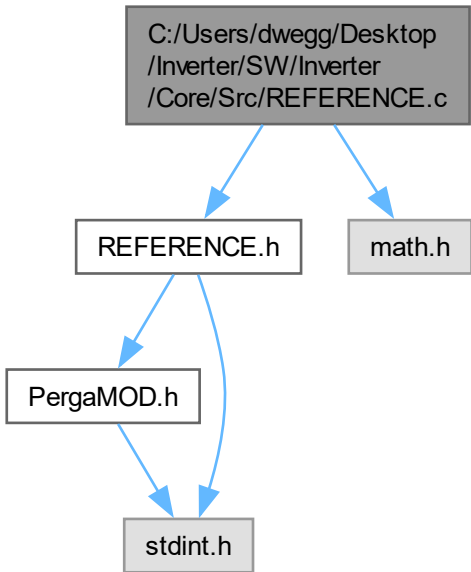 C:/Users/dwegg/Desktop
/Inverter/SW/Inverter
/Core/Src/REFERENCE.c
REFERENCE.h
math.h
PergaMOD.h
stdint.h